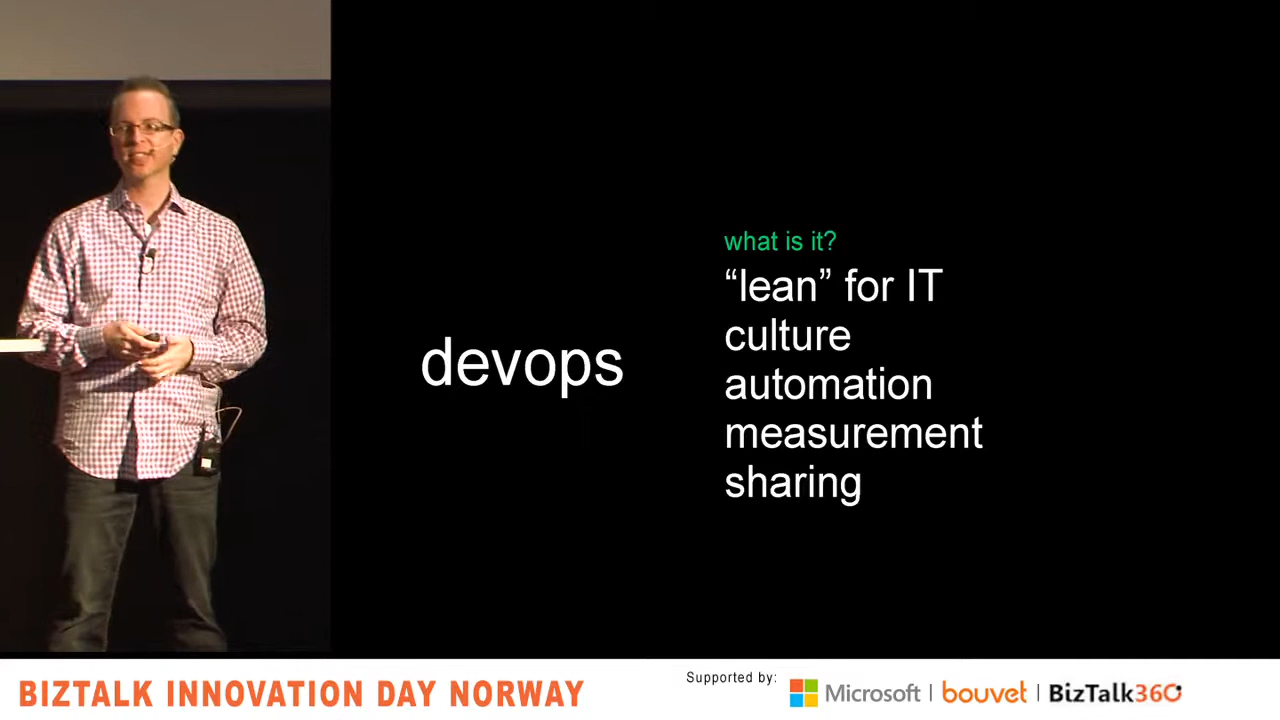 what is it?
“lean” for IT
culture
devops
automation
measurement
sharing
BIZTALK INNOVATION DAY NORWAY
Supported by:
Microsoft | bouvet | BizTalk360